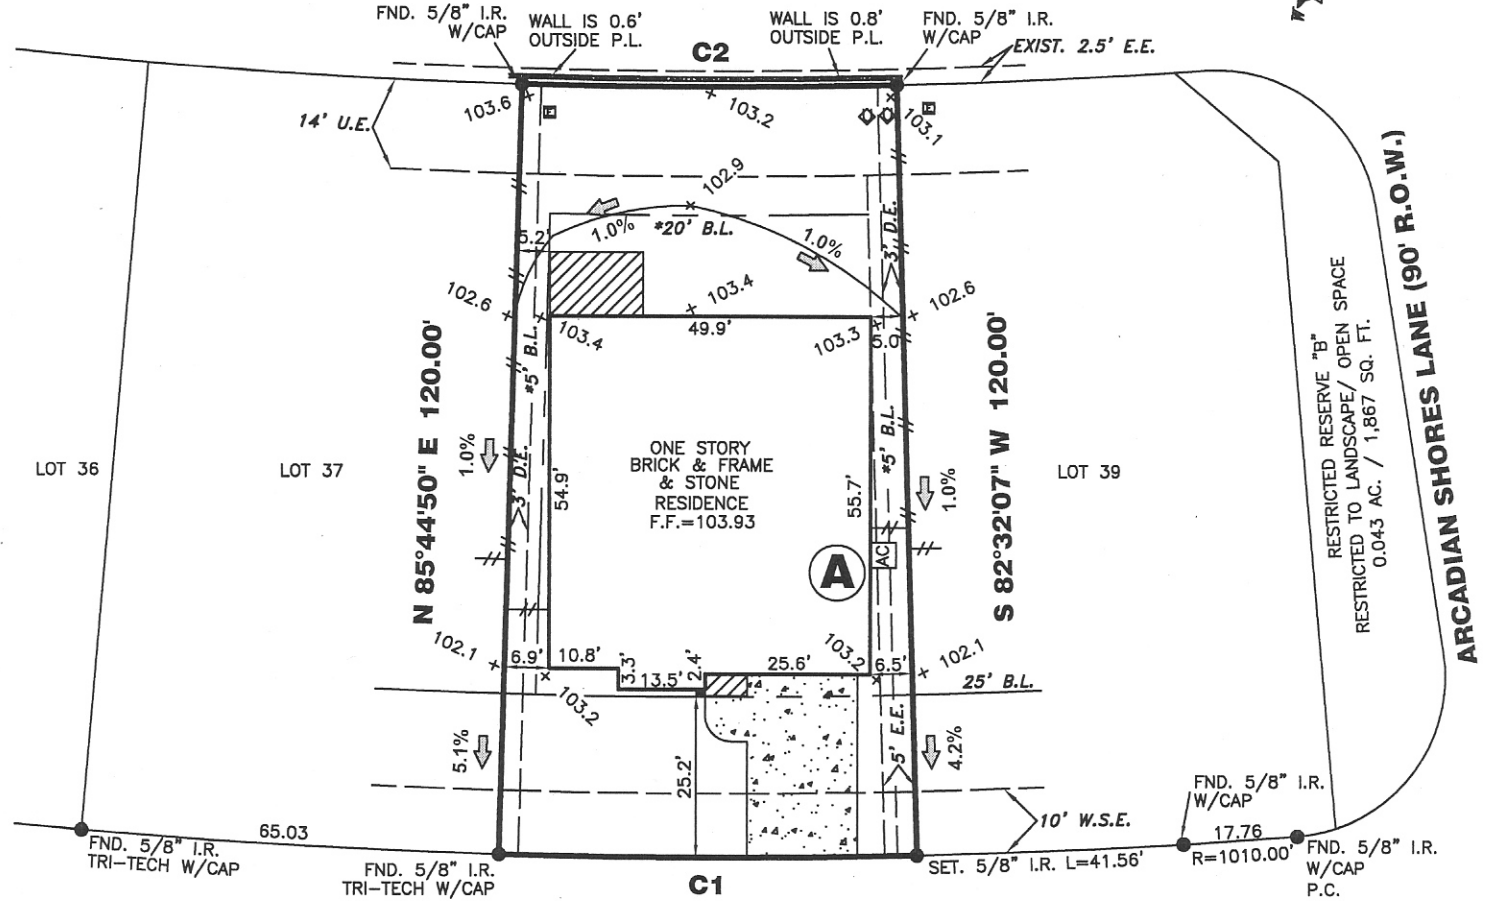 FND. 5/8" I.R.
W/CAP
WALL IS 0.6'
OUTSIDE P.L.
C2
WALL IS 0.8'
OUTSIDE P.L.
FND. 5/8" I.R.
W/CAP
EXIST. 2.5' E.E.
W
14' U.E.
103.6
E
103.2
103.1
E
102.9
1.0%
*20' B.L.
1.0%
3' D.E.
5.2'
102.6
103.4
102.6
103.4
49.9'
103.3
5.0'
*5' B.L.
*5' B.L.
N 85°44'50" E 120.00'
S 82°32'07" W 120.00'
LOT 36
LOT 37
1.0%
3' D.E.
54.9'
ONE STORY
BRICK & FRAME
& STONE
RESIDENCE
F.F.=103.93
55.7'
1.0%
LOT 39
A
AC
RESTRICTED RESERVE "B"
RESTRICTED TO LANDSCAPE/ OPEN SPACE
0.043 AC. / 1,867 SQ. FT.
ARCADIAN SHORES LANE (90' R.O.W.)
102.1
6.9'
10.8'
3.3'
13.5'
2.4'
25.6'
103.2
6.5'
102.1
25' B.L.
103.2
5.1%
25.2'
5' E.E.
4.2%
10' W.S.E.
FND. 5/8" I.R.
W/CAP
65.03
17.76
R=1010.00'
FND. 5/8" I.R.
TRI-TECH W/CAP
FND. 5/8" I.R.
TRI-TECH W/CAP
C1
SET. 5/8" I.R. L=41.56'
FND. 5/8" I.R.
W/CAP
P.C.